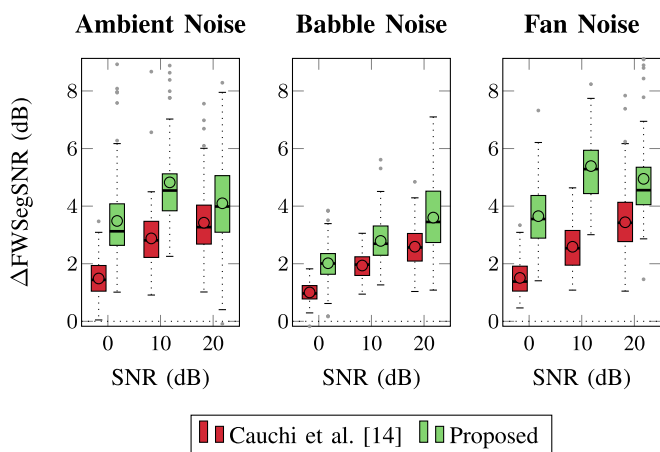 Ambient Noise Babble Noise Fan Noise
ΔFWSegSNR (dB)
8 8 8
6 6 6
4 4 4
2 2 2
0 0 0
0 10 20 0 10 20 0 10 20
SNR (dB) SNR (dB) SNR (dB)
Cauchi et al. [14] Proposed